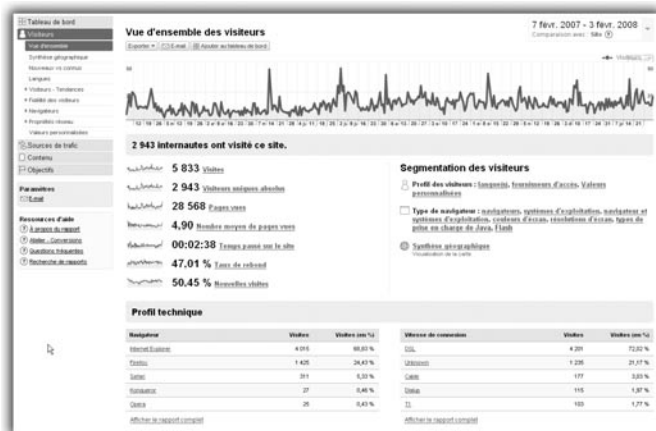 Tableau de bord
Visiteurs
Vue d'ensemble
Synthèse géographique
Nouveaux vs connus
Langues
Visiteurs - Tendances
Fidélité des visiteurs
Navigateurs
Propriétés réseau
Valeurs personnalisées
Sources de trafic
Contenu
Objectifs
Paramètres
E-mail
Ressources d'aide
À propos du rapport
Atelier - Conversions
Questions fréquentes
Recherche de rapports
Vue d'ensemble des visiteurs
7 févr. 2007 - 3 févr. 2008
Comparaison avec : Site
Exporter E-mail Ajouter au tableau de bord
Visiteurs
2 943 internautes ont visité ce site.
5 833 Visites
2 943 Visiteurs uniques absolus
28 568 Pages vues
4,90 Nombre moyen de pages vues
00:02:38 Temps passé sur le site
47,01 % Taux de rebond
50,45 % Nouvelles visites
Segmentation des visiteurs
Profil des visiteurs : langue(s), fournisseurs d'accès, Valeurs
personnalisées
Type de navigateur : navigateurs, systèmes d'exploitation, navigateur et
systèmes d'exploitation, couleurs d'écran, résolutions d'écran, types de
prise en charge de Java, Flash
Synthèse géographique
Visualisation de la carte
Profil technique
Navigateur Visites Visites (en %)
Internet Explorer 4 015 68,83 %
Firefox 1 425 24,43 %
Safari 311 5,33 %
Konqueror 27 0,46 %
Opera 25 0,43 %
Afficher le rapport complet
Vitesse de connexion Visites Visites (en %)
DSL 4 201 72,02 %
Unknown 1 235 21,17 %
Cable 177 3,03 %
Dialup 115 1,97 %
T1 103 1,77 %
Afficher le rapport complet